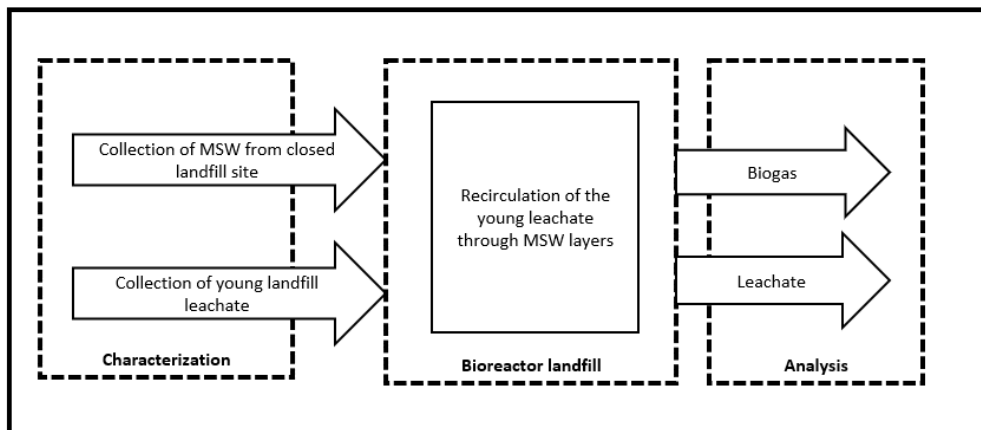 Collection of MSW from closed
landfill site
Collection of young landfill
leachate
Characterization
Recirculation of the
young leachate
through MSW layers
Bioreactor landfill
Biogas
Leachate
Analysis